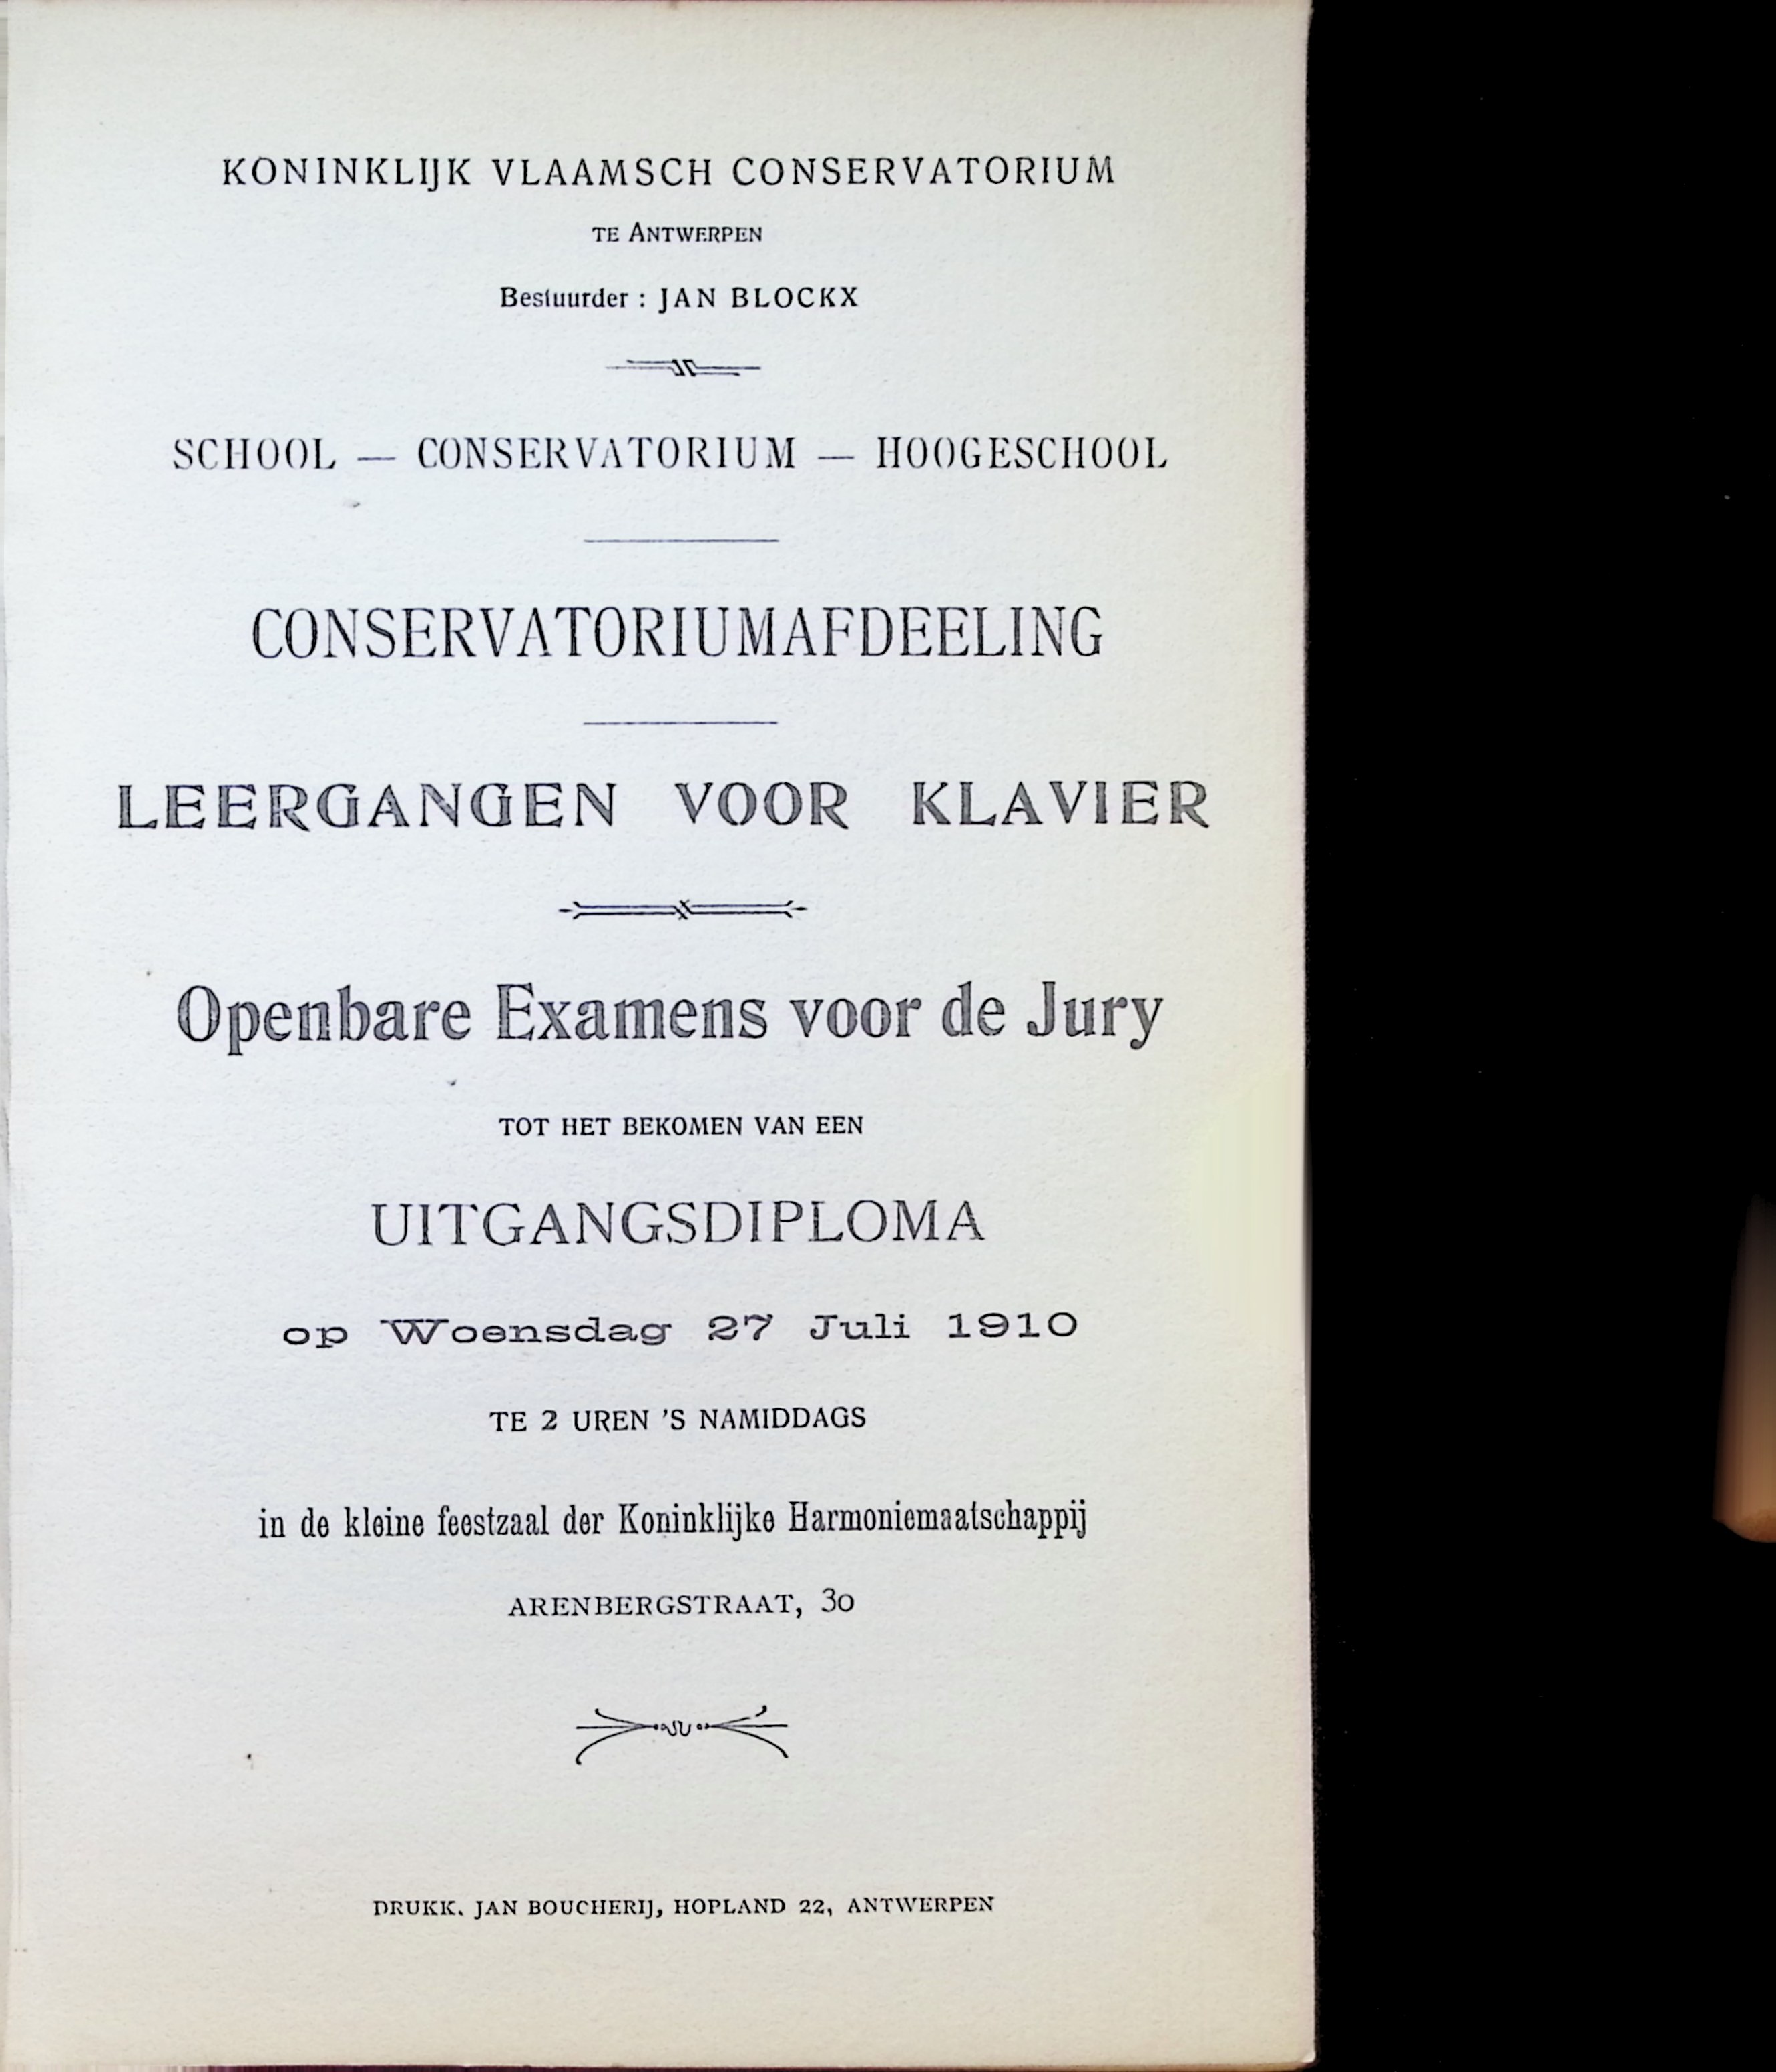 KONINKLIJK VLAAMSCH CONSERVATORIUM
TE ANTWERPEN
Bestuurder : JAN BLOCKX
SCHOOL — CONSERVATORIUM — HOOGESCHOOL
CONSERVATORIUMAFDEELING
LEERGANGEN VOOR KLAVIER
Openbare Examens voor de Jury
TOT HET BEKOMEN VAN EEN
UITGANGSDIPLOMA
op Woensdag 27 Juli 1910
TE 2 UREN 'S NAMIDDAGS
in de kleine feestzaal der Koninklijke Harmoniemaatschappij
ARENBERGSTRAAT, 30
DRUKK. JAN BOUCHERIJ, HOPLAND 22, ANTWERPEN